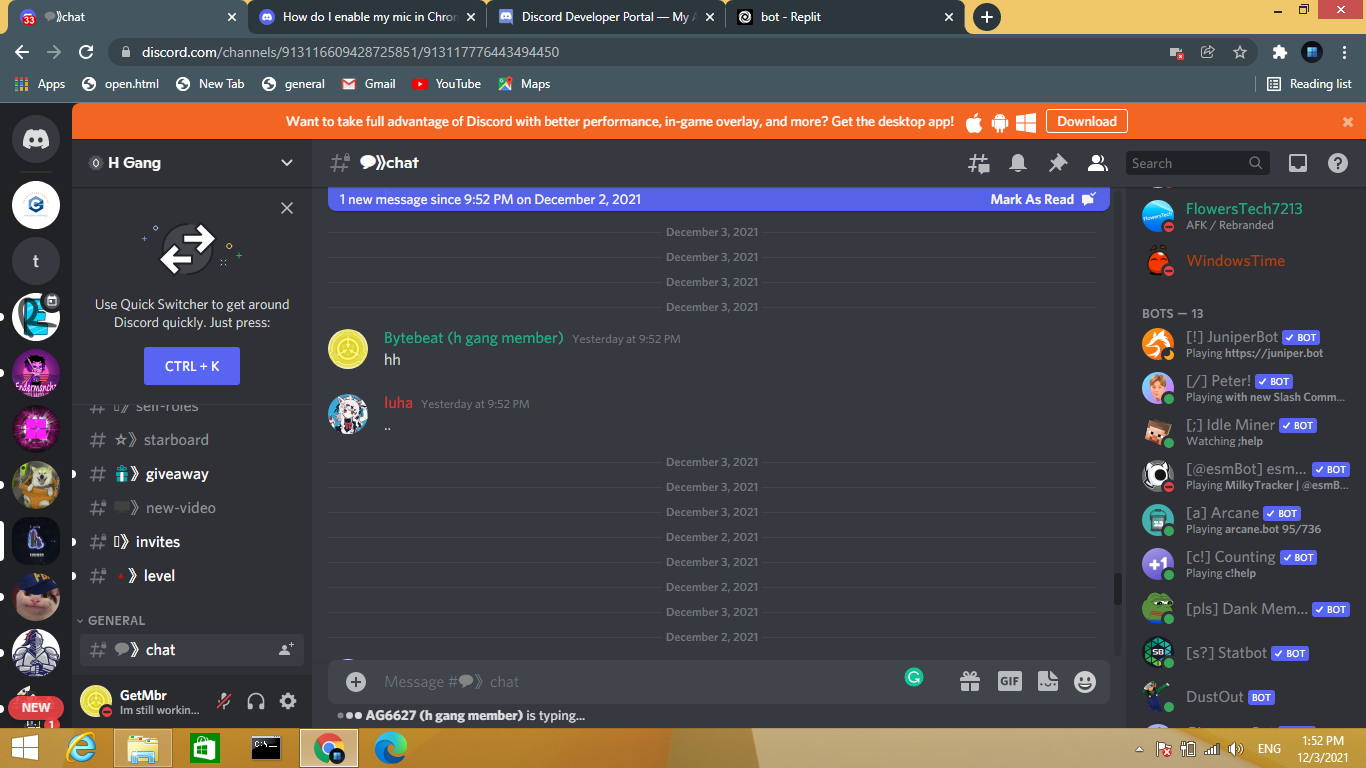 33
》chat
How do I enable my mic in Chron
Discord Developer Portal — My A
bot - Replit
discord.com/channels/913116609428725851/913117776443494450
Apps
open.html
New Tab
general
Gmail
YouTube
Maps
Reading list
Want to take full advantage of Discord with better performance, in-game overlay, and more? Get the desktop app!
Download
H Gang
Use Quick Switcher to get around
Discord quickly. Just press:
CTRL + K
self-roles
☆》starboard
》giveaway
》new-video
》invites
》level
GENERAL
》 chat
GetMbr
Im still workin...
t
NEW
1
》chat
Search
1 new message since 9:52 PM on December 2, 2021
Mark As Read
December 3, 2021
December 3, 2021
December 3, 2021
December 3, 2021
Bytebeat (h gang member) Yesterday at 9:52 PM
hh
luha Yesterday at 9:52 PM
..
December 3, 2021
December 3, 2021
December 3, 2021
December 2, 2021
December 3, 2021
December 2, 2021
December 3, 2021
December 2, 2021
Message #》 chat
GIF
AG6627 (h gang member) is typing...
FlowersTech7213
AFK / Rebranded
WindowsTime
BOTS — 13
[!] JuniperBot ✓ BOT
Playing https://juniper.bot
[/] Peter! ✓ BOT
Playing with new Slash Comm...
[;] Idle Miner ✓ BOT
Watching ;help
[@esmBot] esm... ✓ BOT
Playing MilkyTracker | @esmB...
[a] Arcane ✓ BOT
Playing arcane.bot 95/736
+1
[c!] Counting ✓ BOT
Playing c!help
[pls] Dank Mem... ✓ BOT
SB
[s?] Statbot ✓ BOT
DustOut BOT
ENG
1:52 PM
12/3/2021